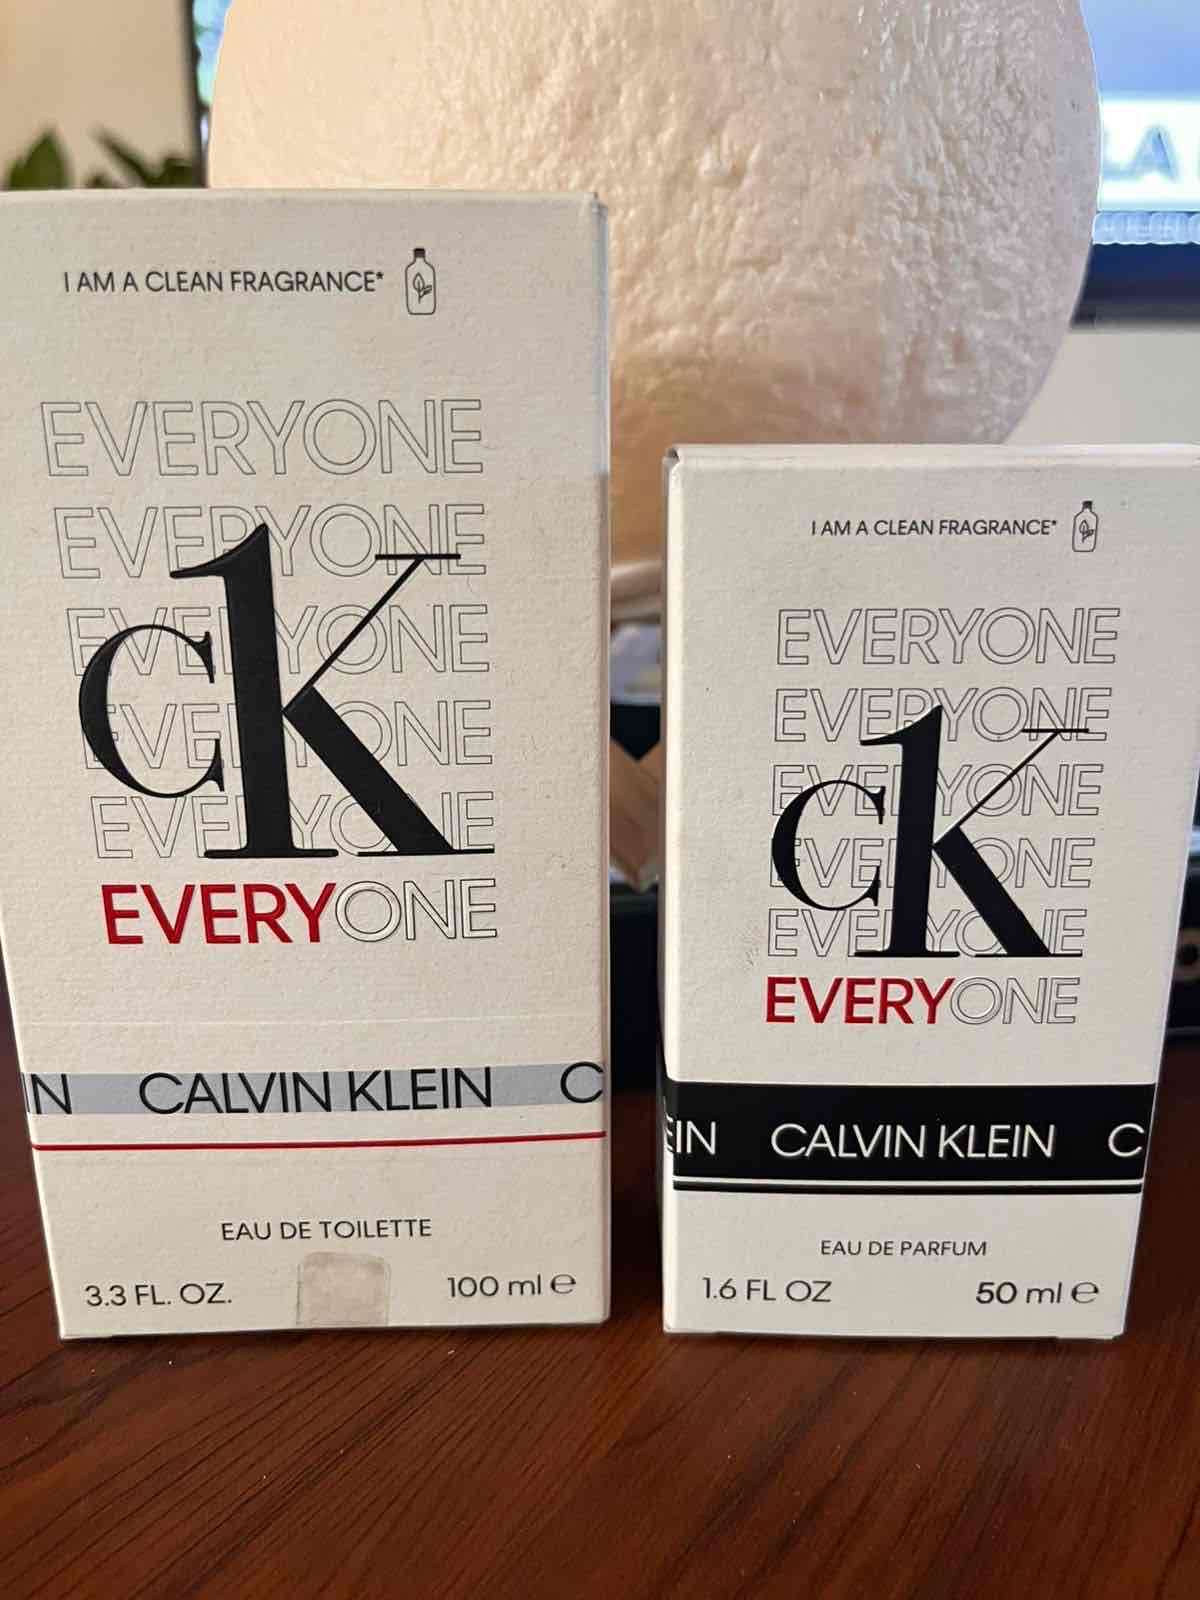 I AM A CLEAN FRAGRANCE*
EVERYONE
EVERYONE
EVERYONE
EVERYONE
EVERYONE
cK
EVERYONE
IN CALVIN KLEIN C
EAU DE TOILETTE
3.3 FL. OZ. 100 ml ℮
I AM A CLEAN FRAGRANCE*
EVERYONE
EVERYONE
EVERYONE
EVERYONE
EVERYONE
cK
EVERYONE
EIN CALVIN KLEIN C
EAU DE PARFUM
1.6 FL OZ 50 ml ℮